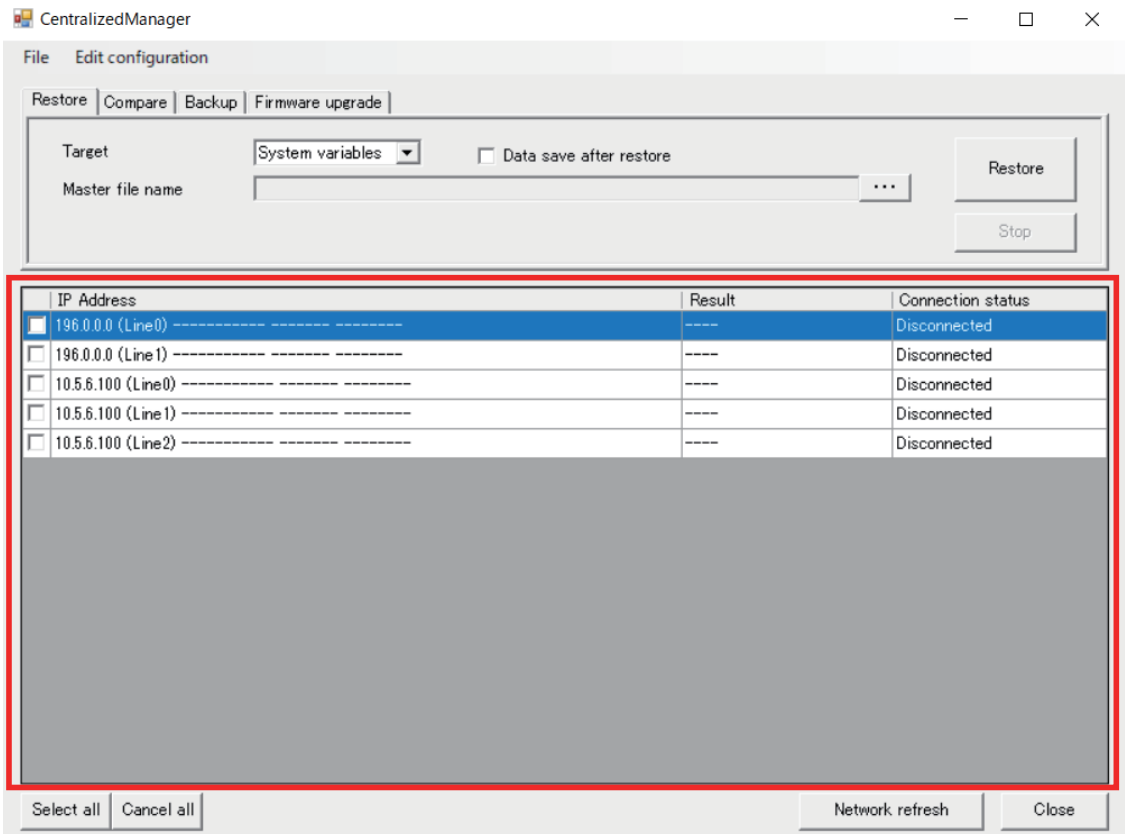 CentralizedManager
File Edit configuration
Restore Compare Backup Firmware upgrade
Target System variables Data save after restore Restore
Master file name ...
Stop
IP Address Result Connection status
196.0.0.0 (Line0) ----------- ------- -------- ---- Disconnected
196.0.0.0 (Line1) ----------- ------- -------- ---- Disconnected
10.5.6.100 (Line0) ----------- ------- -------- ---- Disconnected
10.5.6.100 (Line1) ----------- ------- -------- ---- Disconnected
10.5.6.100 (Line2) ----------- ------- -------- ---- Disconnected
Select all Cancel all Network refresh Close